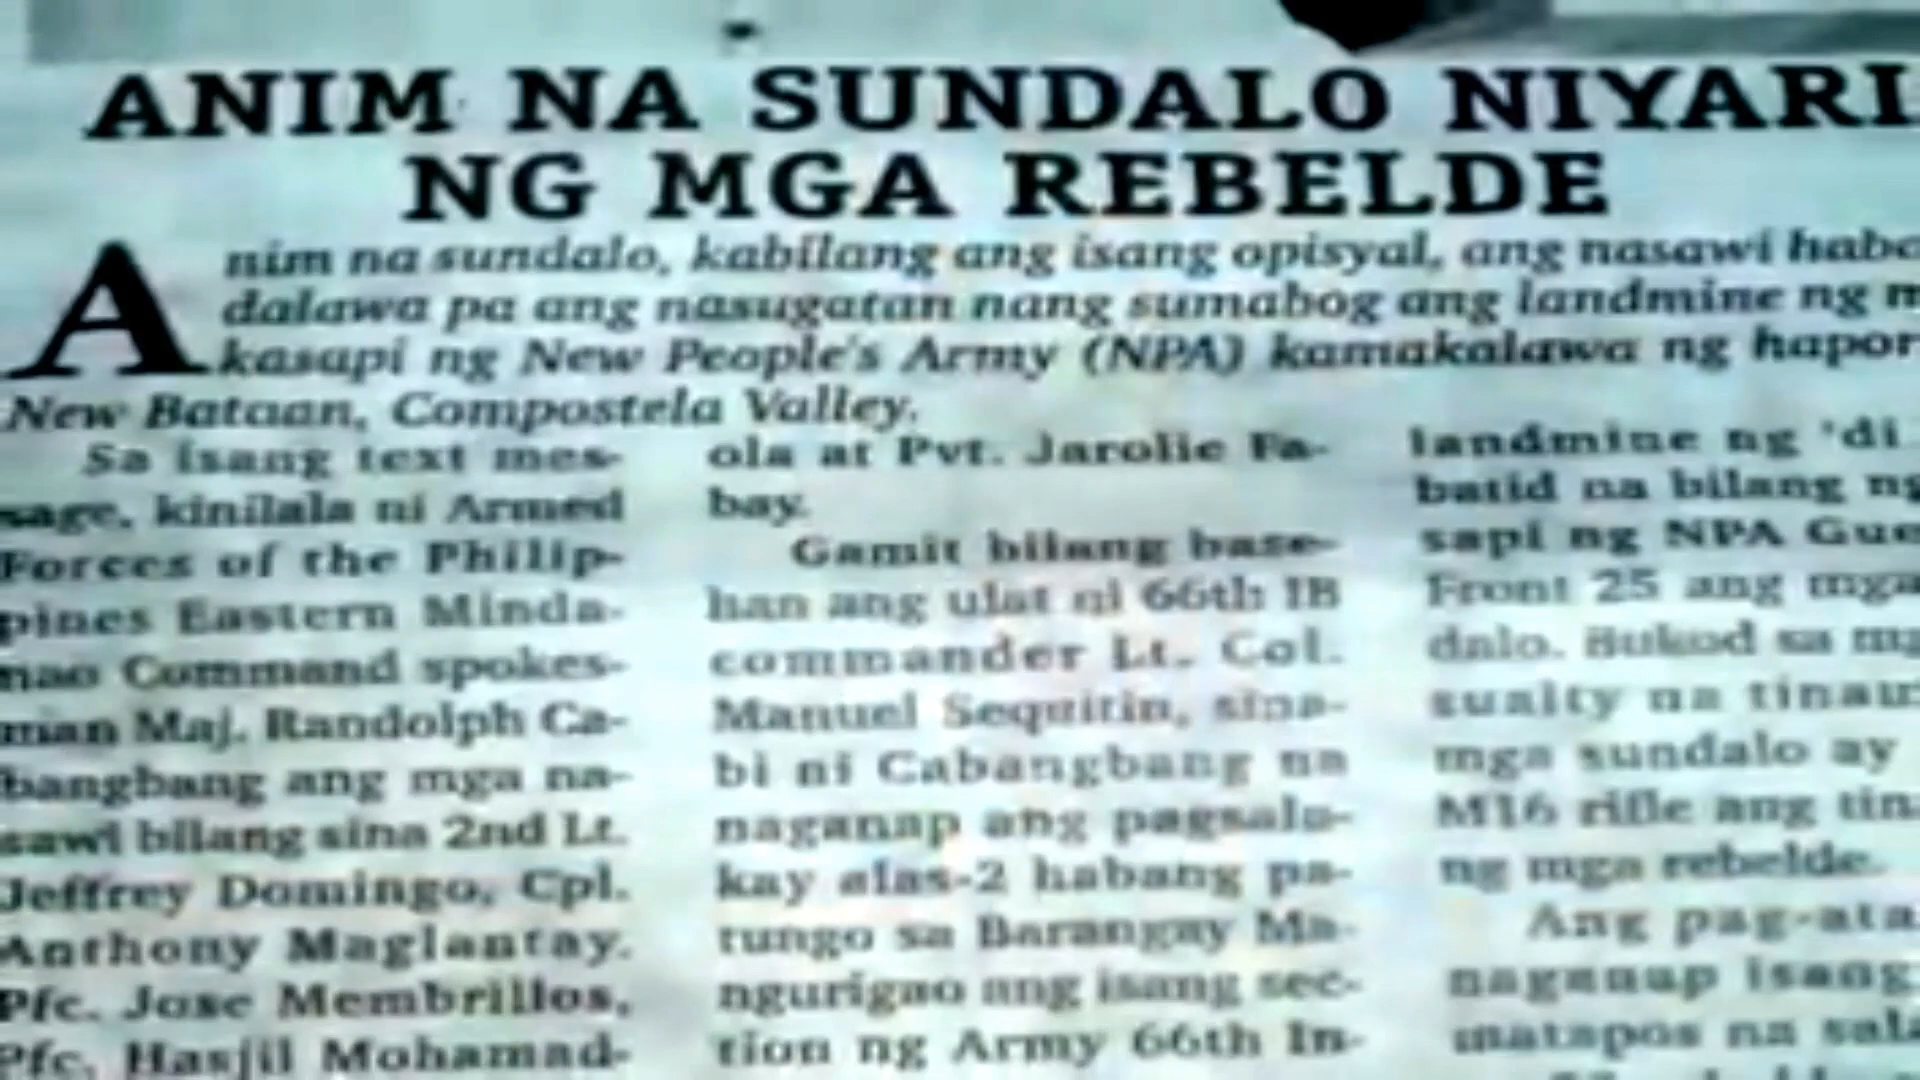 ANIM NA SUNDALO NIYARI
NG MGA REBELDE
Anim na sundalo, kabilang ang isang opisyal, ang nasawi haba
dalawa pa ang nasugatan nang sumabog ang landmine ng m
kasapi ng New People's Army (NPA) kamakalawa ng hapon
New Bataan, Compostela Valley.
Sa isang text mes-
sage, kinilala ni Armed
Forces of the Philip-
pines Eastern Minda-
nao Command spokes-
man Maj. Randolph Ca-
bangbang ang mga na-
sawi bilang sina 2nd Lt.
Jeffrey Domingo, Cpl.
Anthony Maglantay,
Pfc. Jose Membrillos,
Pfc. Hasjil Mohamad-
ola at Pvt. Jarolie Fa-
bay.
Gamit bilang base-
han ang ulat ni 66th IB
commander Lt. Col.
Manuel Sequitin, sina-
bi ni Cabangbang na
naganap ang pagsala-
kay alas-2 habang pa-
tungo sa Barangay Ma-
ngurigao ang isang sec-
tion ng Army 66th In-
landmine ng 'di
batid na bilang ng
sapi ng NPA Gue
Front 25 ang mga
dalo. Bukod sa mg
sualty na tinam
mga sundalo ay
M16 rifle ang tin
ng mga rebelde.
Ang pag-ata
naganap isang
matapos na sala